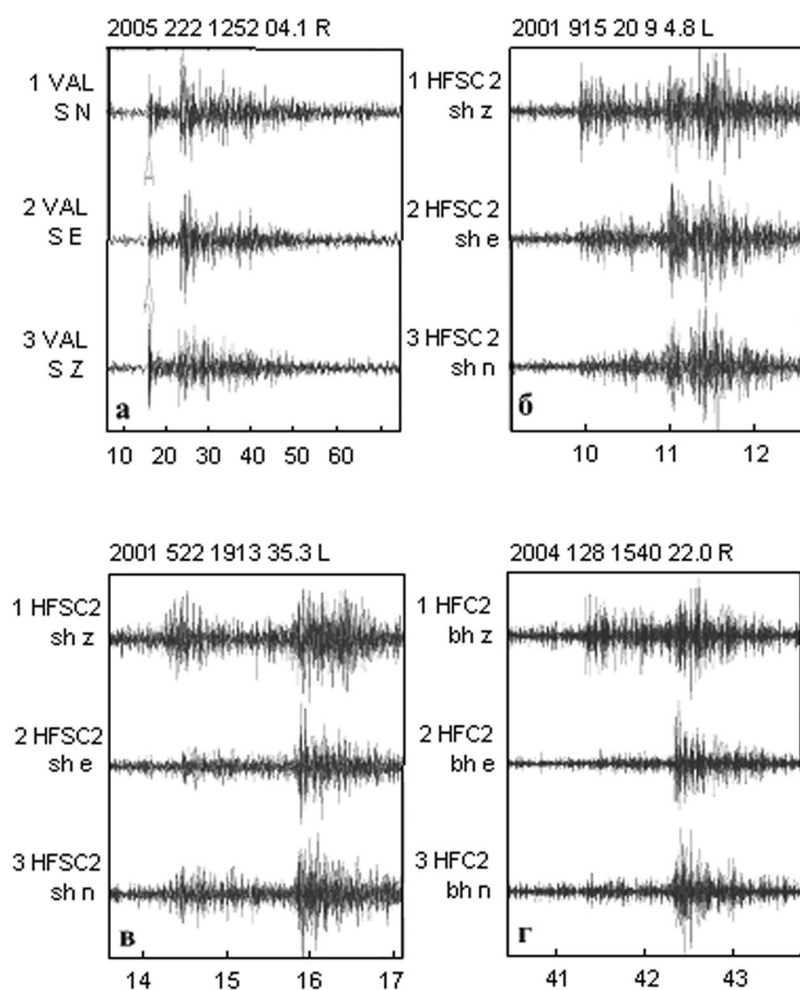 2005 222 1252 04.1 R
1 VAL
S N
2 VAL
S E
3 VAL
S Z
а
10 20 30 40 50 60
2001 915 20 9 4.8 L
1 HFSC 2
sh z
2 HFSC 2
sh e
3 HFSC 2
sh n
б
10 11 12
2001 522 1913 35.3 L
1 HFSC2
sh z
2 HFSC2
sh e
3 HFSC2
sh n
в
14 15 16 17
2004 128 1540 22.0 R
1 HFC2
bh z
2 HFC2
bh e
3 HFC2
bh n
г
41 42 43